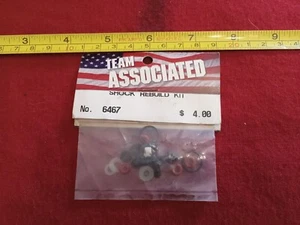 3 4 5 6 7 8 9
TEAM
ASSOCIATED
SHOCK REBUILD KIT
No. 6467 $ 4.00